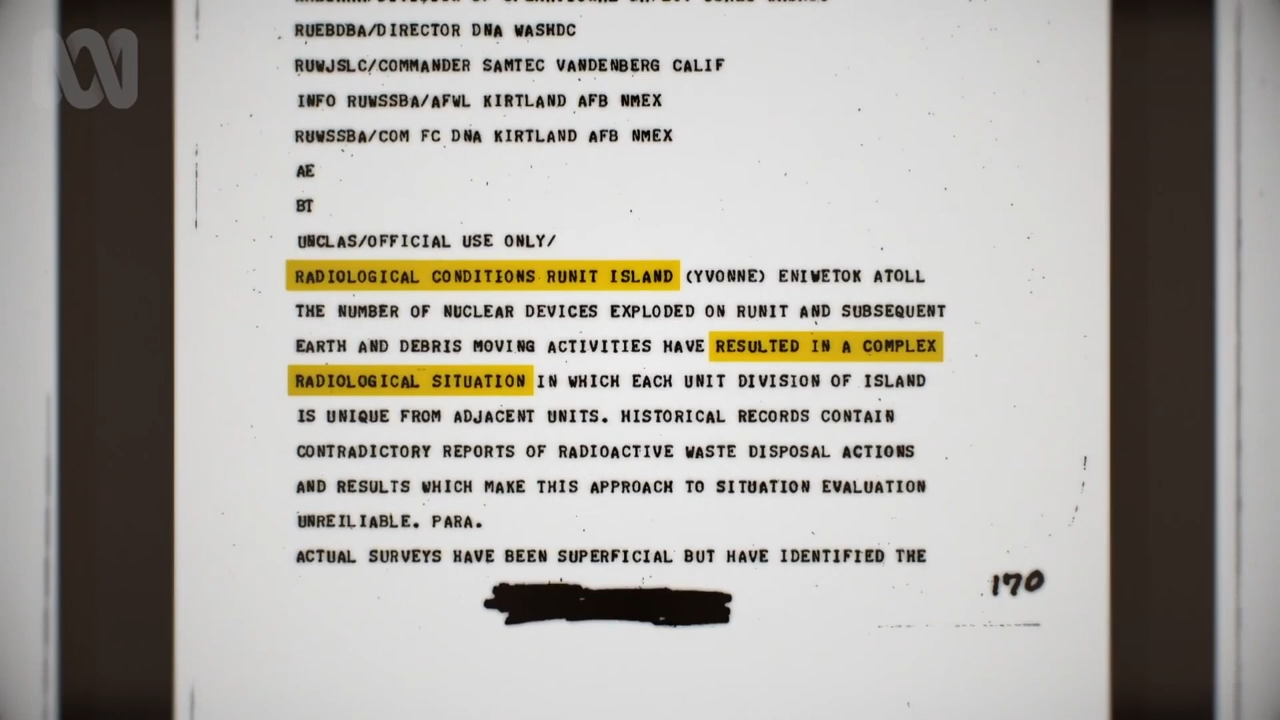 RUEBDBA/DIRECTOR DNA WASHDC
RUWJSLC/COMMANDER SAMTEC VANDENBERG CALIF
INFO RUWSSBA/AFWL KIRTLAND AFB NMEX
RUWSSBA/COM FC DNA KIRTLAND AFB NMEX
AE
BT
UNCLAS/OFFICIAL USE ONLY/
RADIOLOGICAL CONDITIONS RUNIT ISLAND (YVONNE) ENIWETOK ATOLL
THE NUMBER OF NUCLEAR DEVICES EXPLODED ON RUNIT AND SUBSEQUENT
EARTH AND DEBRIS MOVING ACTIVITIES HAVE RESULTED IN A COMPLEX
RADIOLOGICAL SITUATION IN WHICH EACH UNIT DIVISION OF ISLAND
IS UNIQUE FROM ADJACENT UNITS. HISTORICAL RECORDS CONTAIN
CONTRADICTORY REPORTS OF RADIOACTIVE WASTE DISPOSAL ACTIONS
AND RESULTS WHICH MAKE THIS APPROACH TO SITUATION EVALUATION
UNREILIABLE. PARA.
ACTUAL SURVEYS HAVE BEEN SUPERFICIAL BUT HAVE IDENTIFIED THE
170